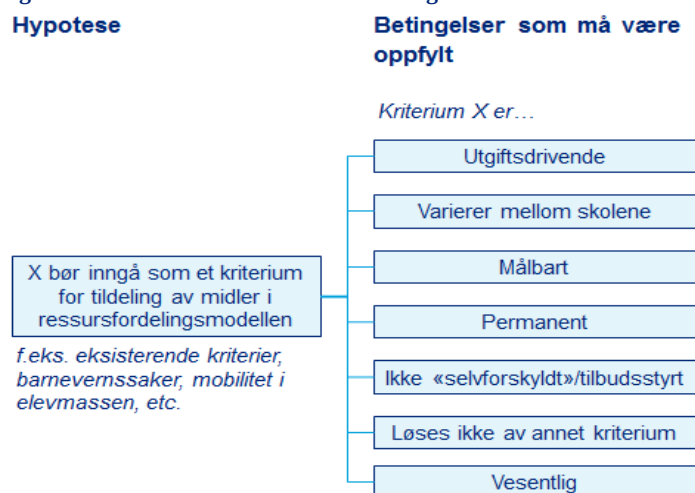 Hypotese
Betingelser som må være
oppfylt
Kriterium X er…
Utgiftsdrivende
Varierer mellom skolene
Målbart
Permanent
Ikke «selvforskyldt»/tilbudsstyrt
Løses ikke av annet kriterium
Vesentlig
X bør inngå som et kriterium
for tildeling av midler i
ressursfordelingsmodellen
f.eks. eksisterende kriterier,
barnevernssaker, mobilitet i
elevmassen, etc.